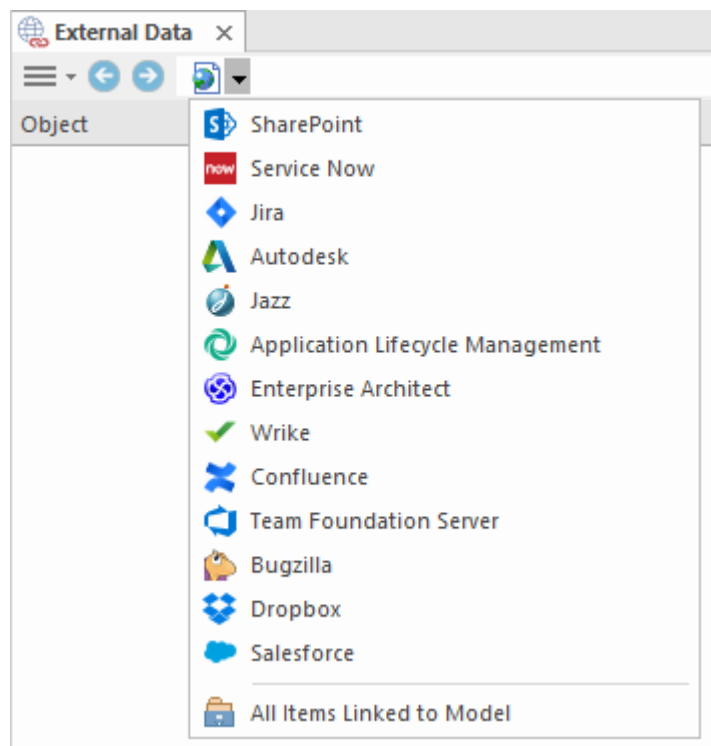 External Data
Object
SharePoint
now Service Now
Jira
Autodesk
Jazz
Application Lifecycle Management
Enterprise Architect
Wrike
Confluence
Team Foundation Server
Bugzilla
Dropbox
Salesforce
All Items Linked to Model